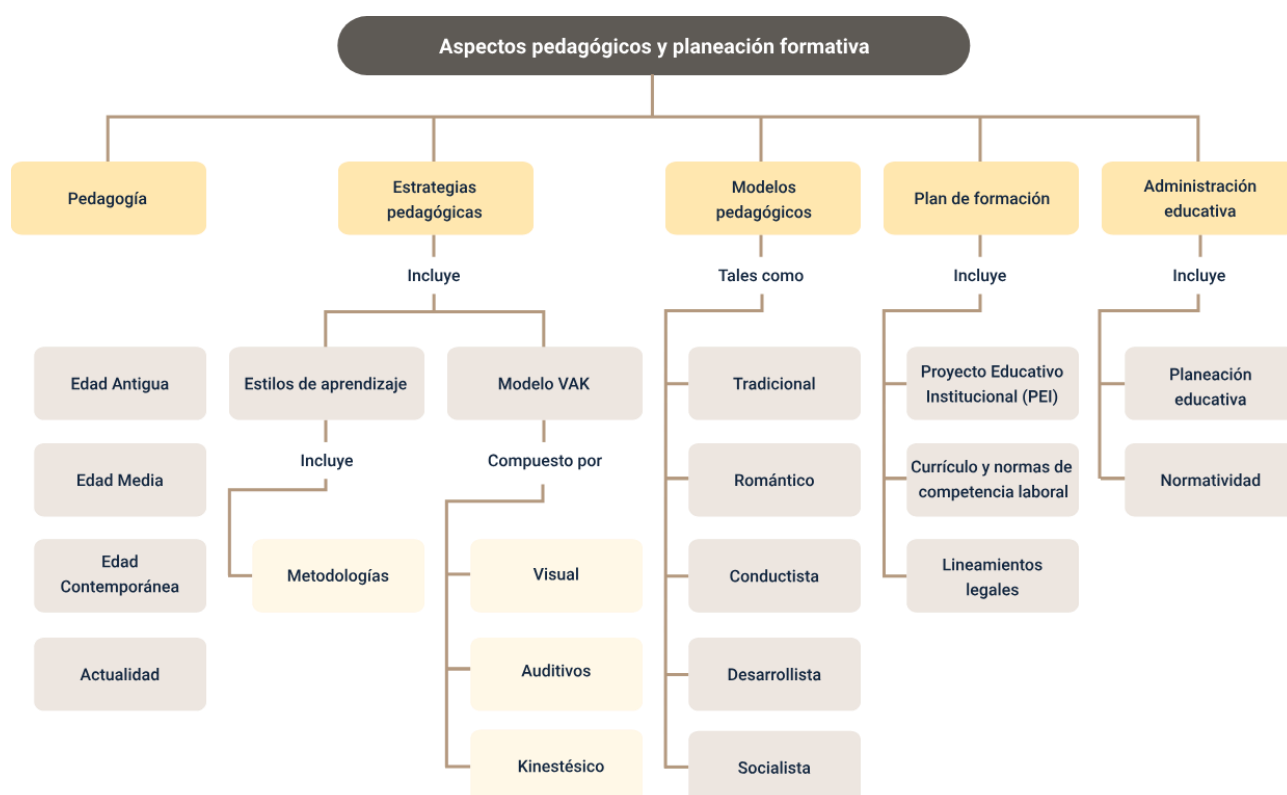 Aspectos pedagógicos y planeación formativa
Pedagogía
Estrategias
pedagógicas
Modelos
pedagógicos
Plan de formación
Administración
educativa
Incluye
Tales como
Incluye
Incluye
Edad Antigua
Estilos de aprendizaje
Modelo VAK
Tradicional
Proyecto Educativo
Institucional (PEI)
Planeación
educativa
Edad Media
Incluye
Compuesto por
Romántico
Currículo y normas de
competencia laboral
Normatividad
Edad
Contemporánea
Metodologías
Visual
Conductista
Lineamientos
legales
Actualidad
Auditivos
Desarrollista
Kinestésico
Socialista